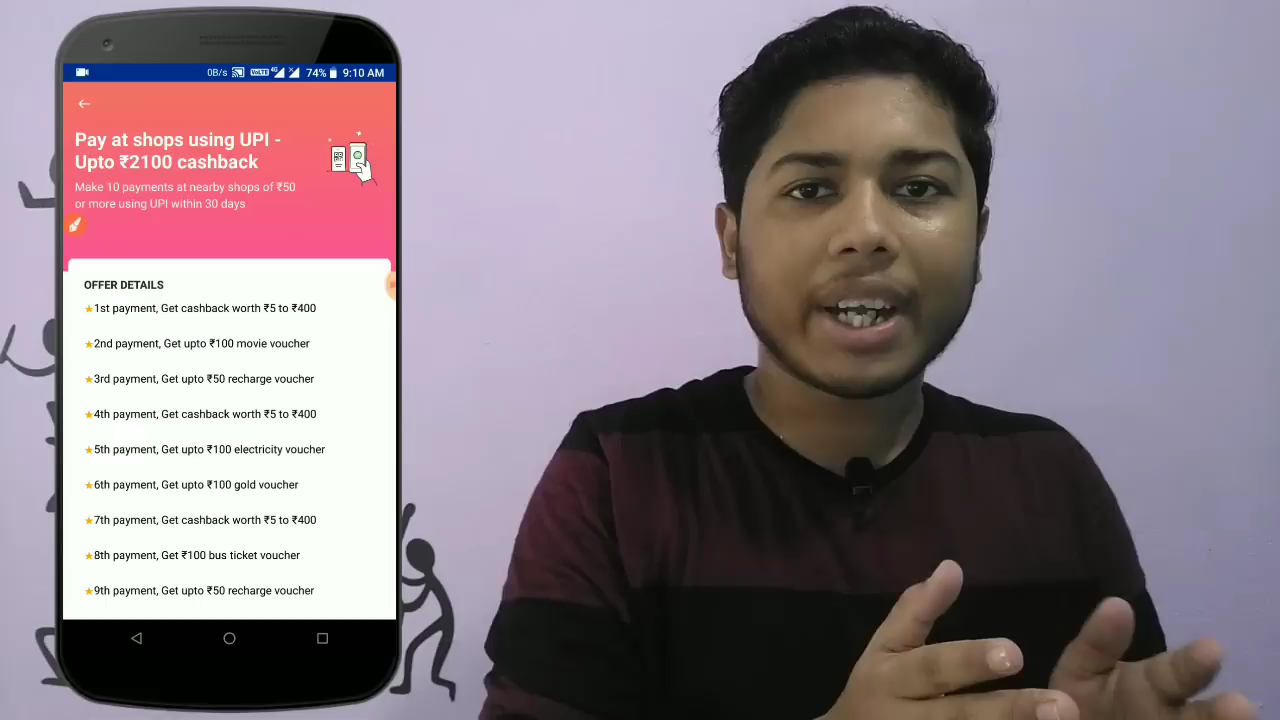 0B/s VoLTE 4G 74% 9:10 AM
Pay at shops using UPI -
Upto ₹2100 cashback
Make 10 payments at nearby shops of ₹50
or more using UPI within 30 days
OFFER DETAILS
1st payment, Get cashback worth ₹5 to ₹400
2nd payment, Get upto ₹100 movie voucher
3rd payment, Get upto ₹50 recharge voucher
4th payment, Get cashback worth ₹5 to ₹400
5th payment, Get upto ₹100 electricity voucher
6th payment, Get upto ₹100 gold voucher
7th payment, Get cashback worth ₹5 to ₹400
8th payment, Get ₹100 bus ticket voucher
9th payment, Get upto ₹50 recharge voucher